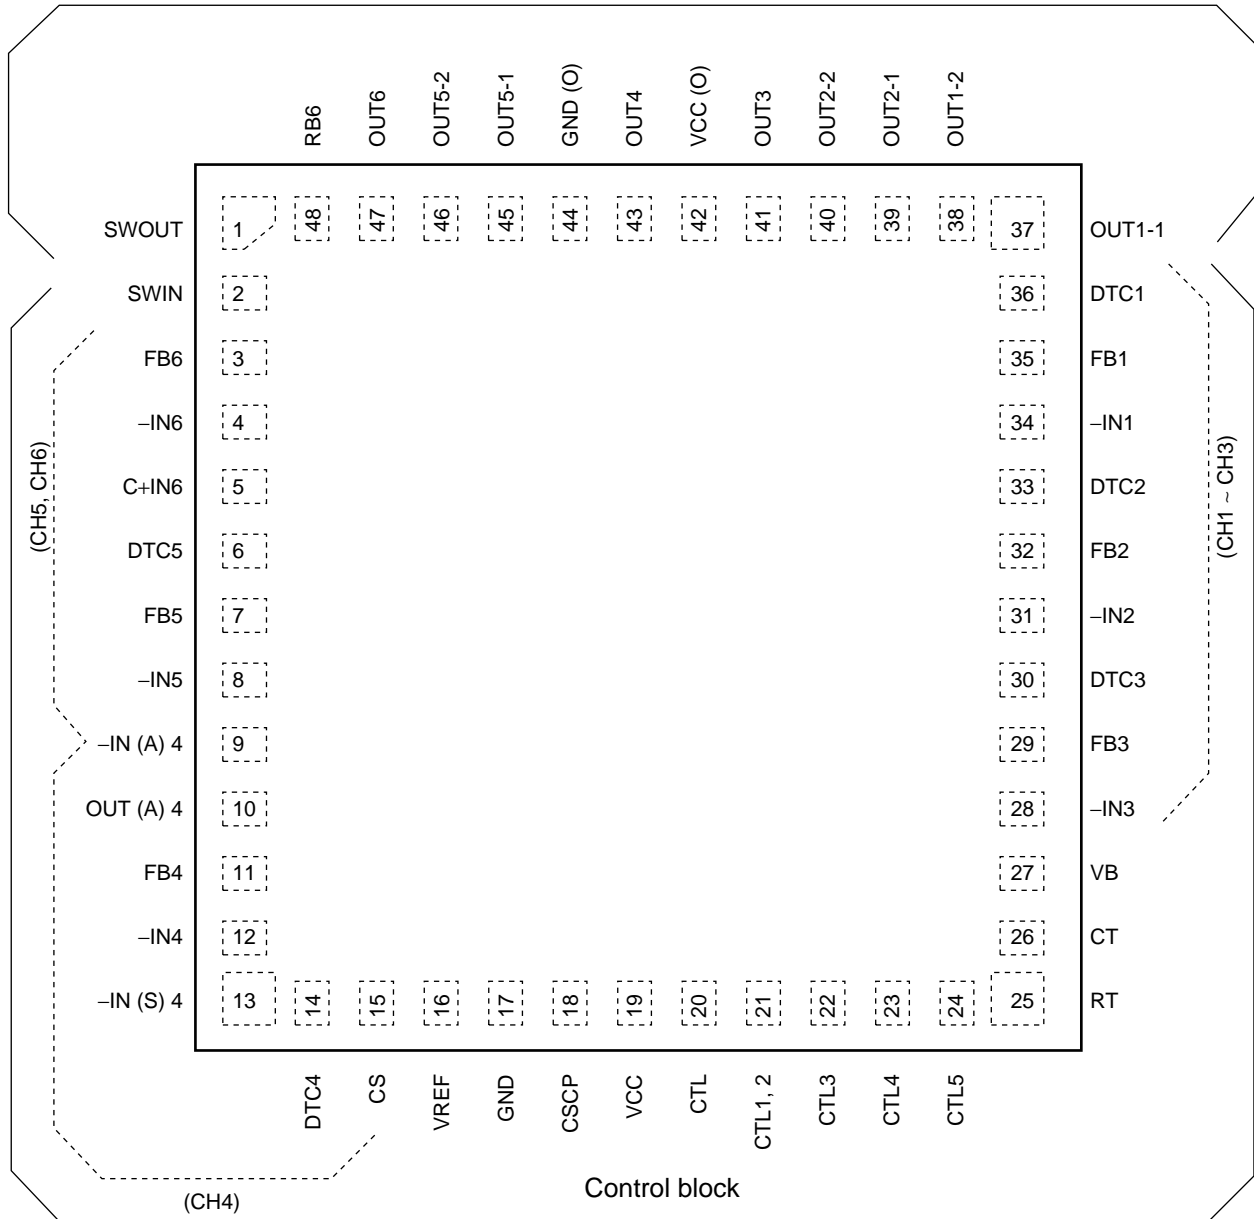 RB6
OUT6
OUT5-2
OUT5-1
GND (O)
OUT4
VCC (O)
OUT3
OUT2-2
OUT2-1
OUT1-2
48
47
46
45
44
43
42
41
40
39
38
SWOUT 1 37 OUT1-1
SWIN 2 36 DTC1
FB6 3 35 FB1
–IN6 4 34 –IN1
C+IN6 5 33 DTC2
DTC5 6 32 FB2
FB5 7 31 –IN2
–IN5 8 30 DTC3
–IN (A) 4 9 29 FB3
OUT (A) 4 10 28 –IN3
FB4 11 27 VB
–IN4 12 26 CT
–IN (S) 4 13 25 RT
(CH5, CH6)
(CH1 ~ CH3)
14
15
16
17
18
19
20
21
22
23
24
DTC4
CS
VREF
GND
CSCP
VCC
CTL
CTL1, 2
CTL3
CTL4
CTL5
(CH4)
Control block